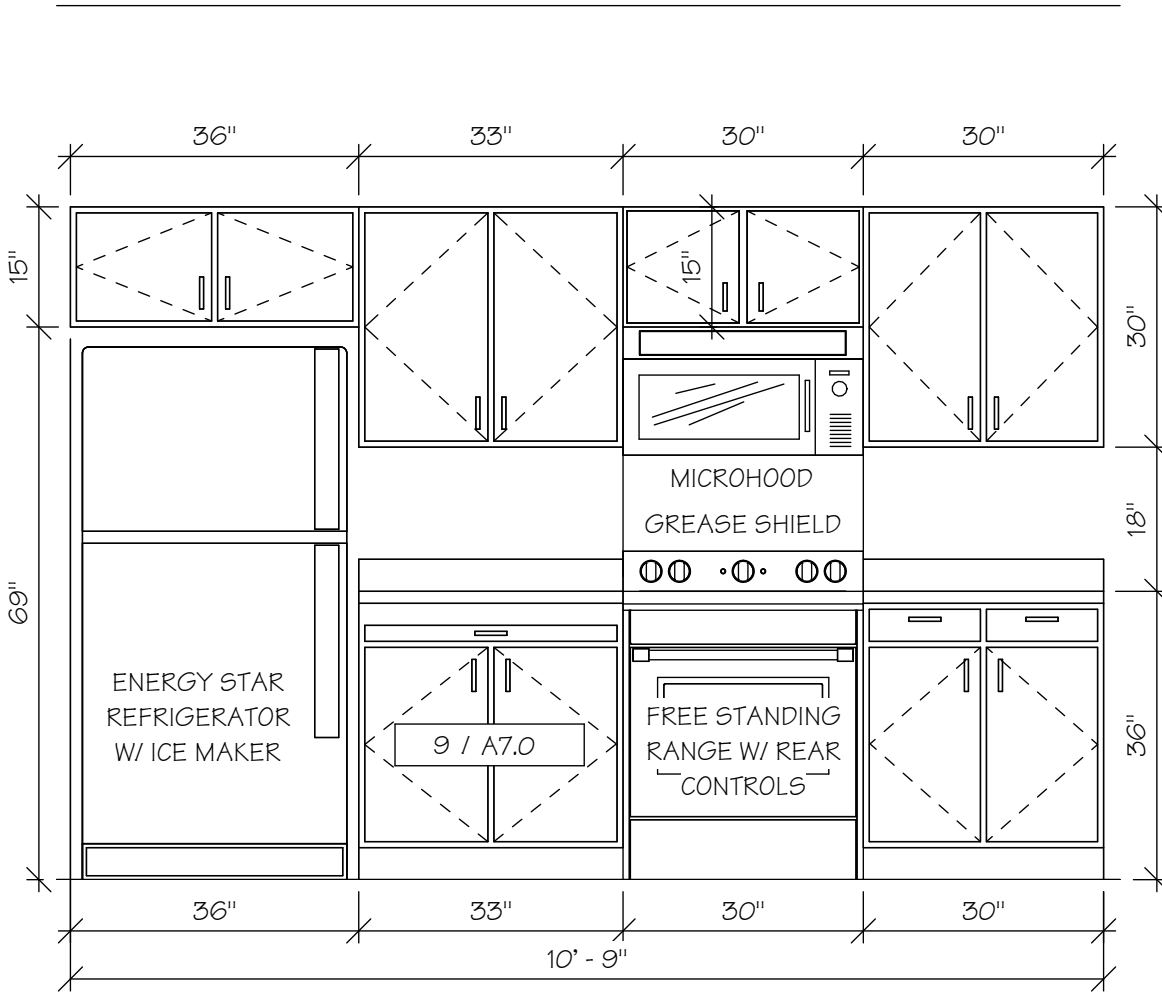 36" 33" 30" 30"
15"
15"
30"
MICROHOOD
GREASE SHIELD
18"
69"
ENERGY STAR
REFRIGERATOR
W/ ICE MAKER
9 / A7.0
FREE STANDING
RANGE W/ REAR
CONTROLS
36"
36" 33" 30" 30"
10' - 9"